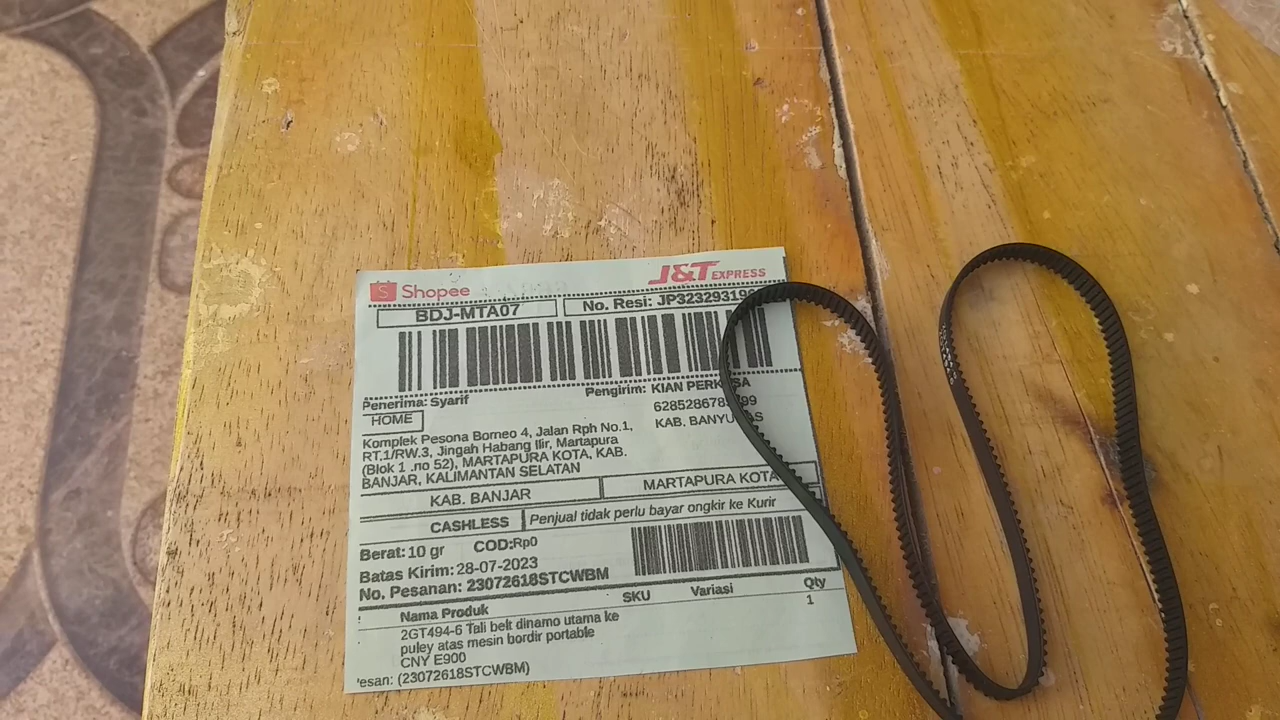 Shopee
J&T EXPRESS
BDJ-MTA07
No. Resi: JP32329319
Penerima: Syarif
Pengirim: KIAN PERK SA
HOME
628528678 99
KAB. BANYU AS
Komplek Pesona Borneo 4, Jalan Rph No.1,
RT.1/RW.3, Jingah Habang Ilir, Martapura
(Blok 1 .no 52), MARTAPURA KOTA, KAB.
BANJAR, KALIMANTAN SELATAN
KAB. BANJAR
MARTAPURA KOTA
CASHLESS
Penjual tidak perlu bayar ongkir ke Kurir
Berat: 10 gr
COD:Rp0
Batas Kirim: 28-07-2023
No. Pesanan: 23072618STCWBM
Nama Produk
SKU
Variasi
Qty
2GT494-6 Tali belt dinamo utama ke
puley atas mesin bordir portable
CNY E900
1
esan: (23072618STCWBM)